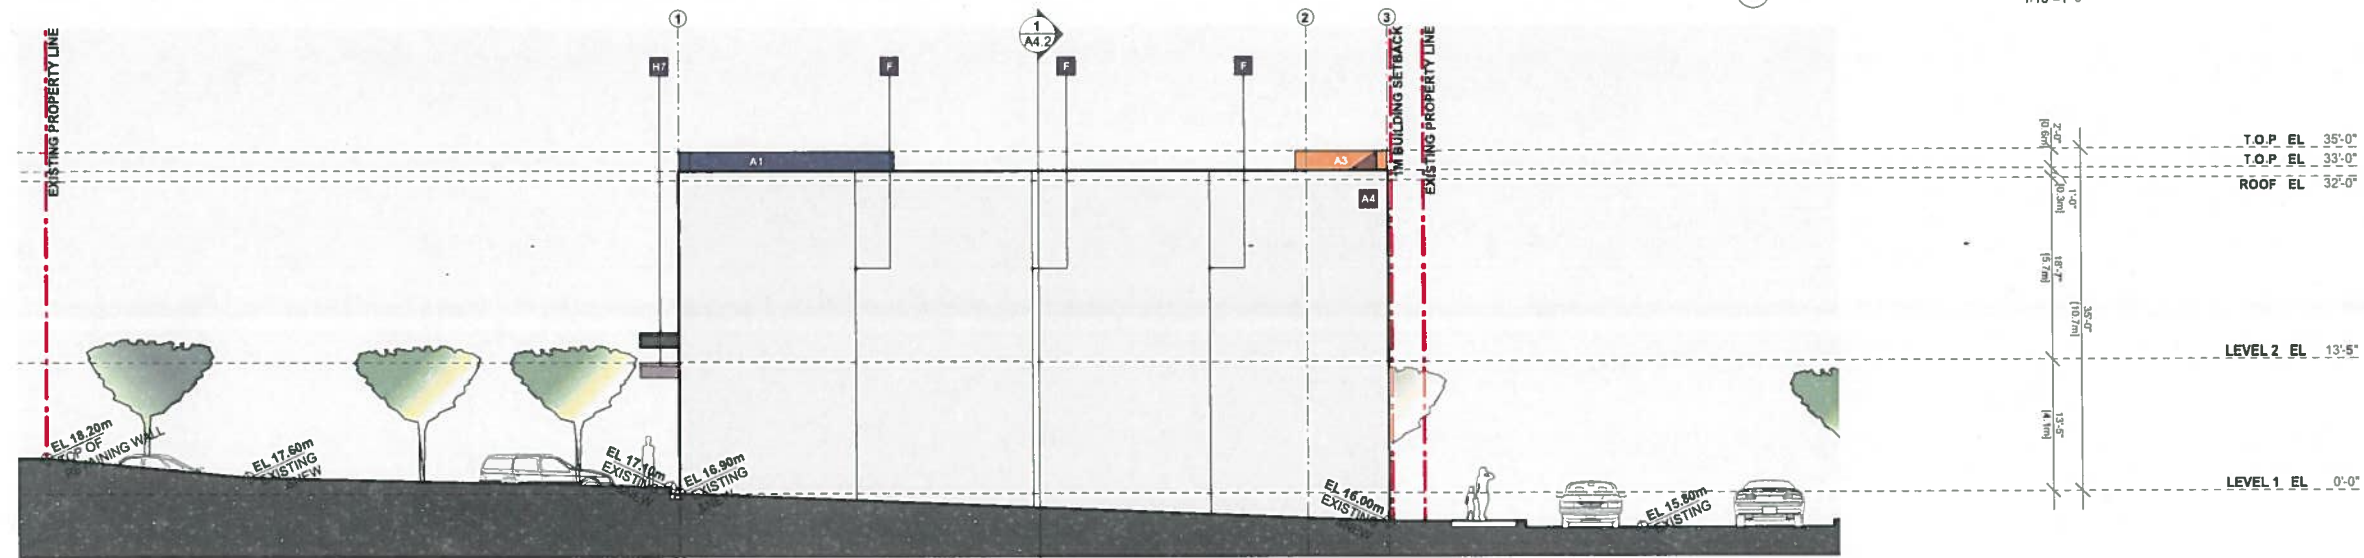 1
2
3
1
A4.2
H7
F
F
F
EXISTING PROPERTY LINE
1M BUILDING SETBACK
EXISTING PROPERTY LINE
A1
A3
A4
T.O.P EL 35'-0"
T.O.P EL 33'-0"
ROOF EL 32'-0"
LEVEL 2 EL 13'-5"
LEVEL 1 EL 0'-0"
2'-0"
[0.6m]
1'-0"
[0.3m]
18'-7"
[5.7m]
35'-0"
[10.7m]
13'-5"
[4.1m]
EL 18.20m
TOP OF
RETAINING WALL
EL 17.60m
EXISTING
EL 17.10m
EXISTING
EL 16.90m
EXISTING
EL 16.00m
EXISTING
EL 15.80m
EXISTING